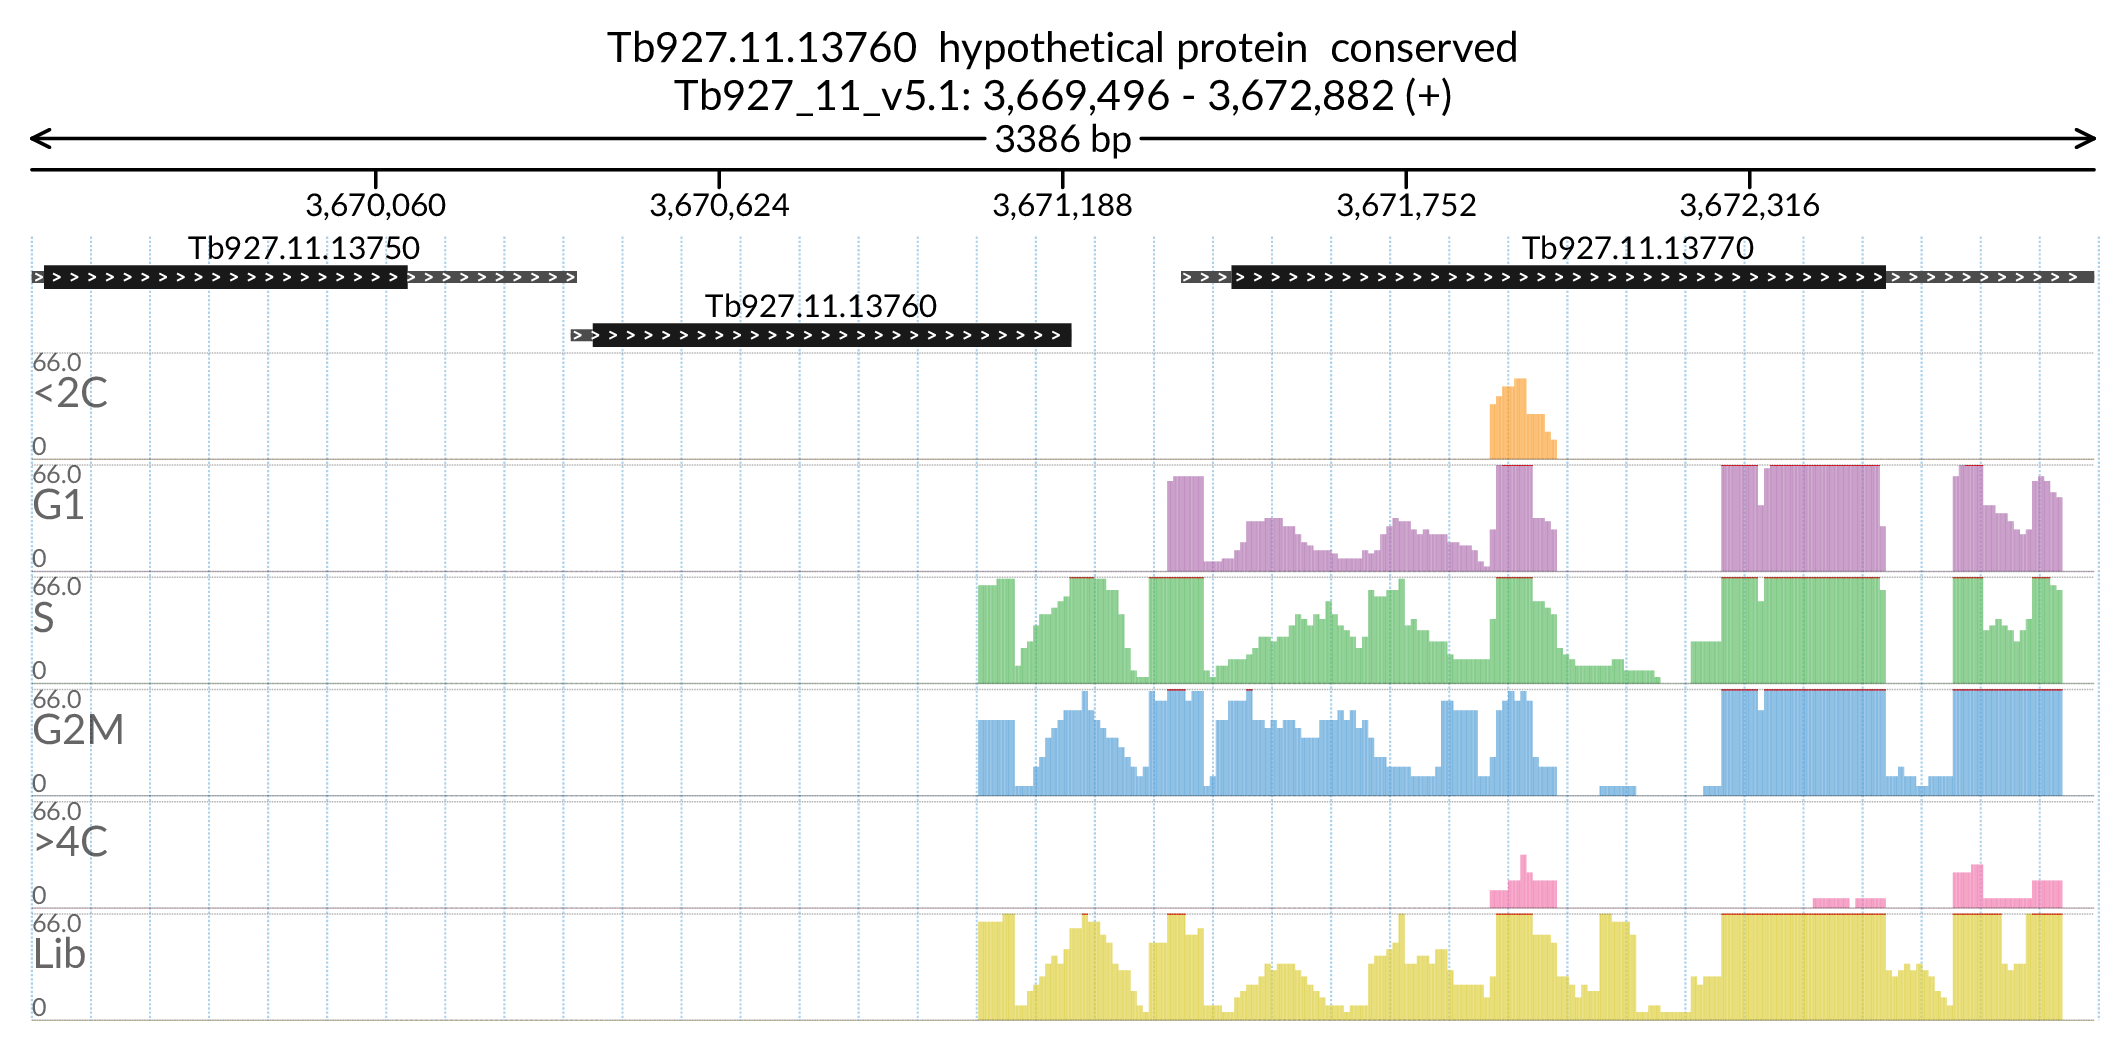 Tb927.11.13760 hypothetical protein conserved
Tb927_11_v5.1: 3,669,496 - 3,672,882 (+)
3386 bp
3,670,060 3,670,624 3,671,188 3,671,752 3,672,316
Tb927.11.13750 Tb927.11.13770
Tb927.11.13760
66.0
<2C
0
66.0
G1
0
66.0
S
0
66.0
G2M
0
66.0
>4C
0
66.0
Lib
0